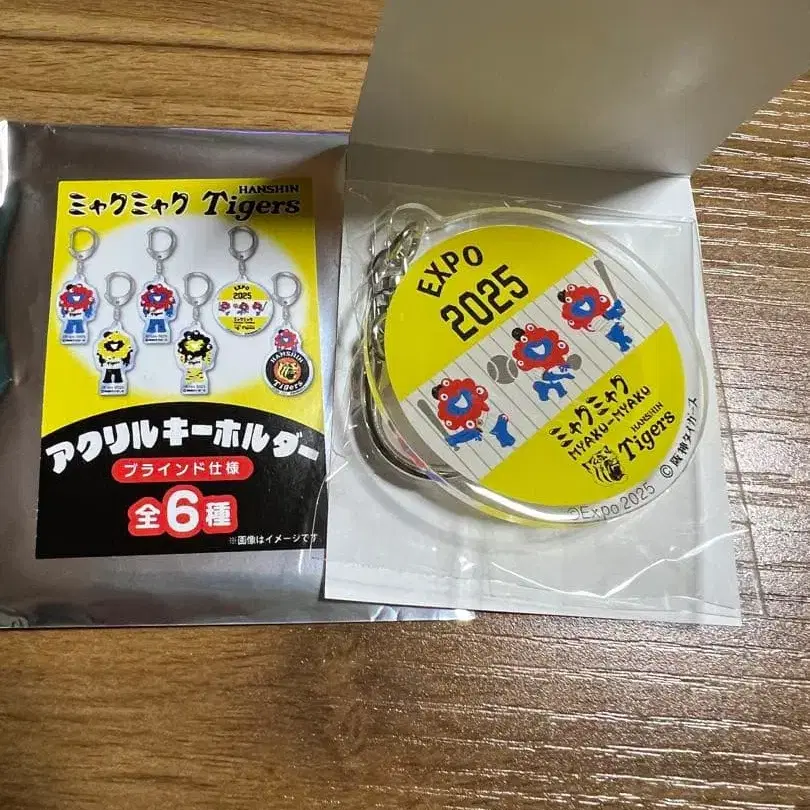 HANSHIN
ミャクミャク Tigers
EXPO
2025
HANSHIN
Tigers
アクリルキーホルダー
ブラインド仕様
全6種
※画像はイメージです。
EXPO
2025
ミャクミャク
MYAKU-MYAKU
HANSHIN
Tigers
©Expo 2025
©阪神タイガース